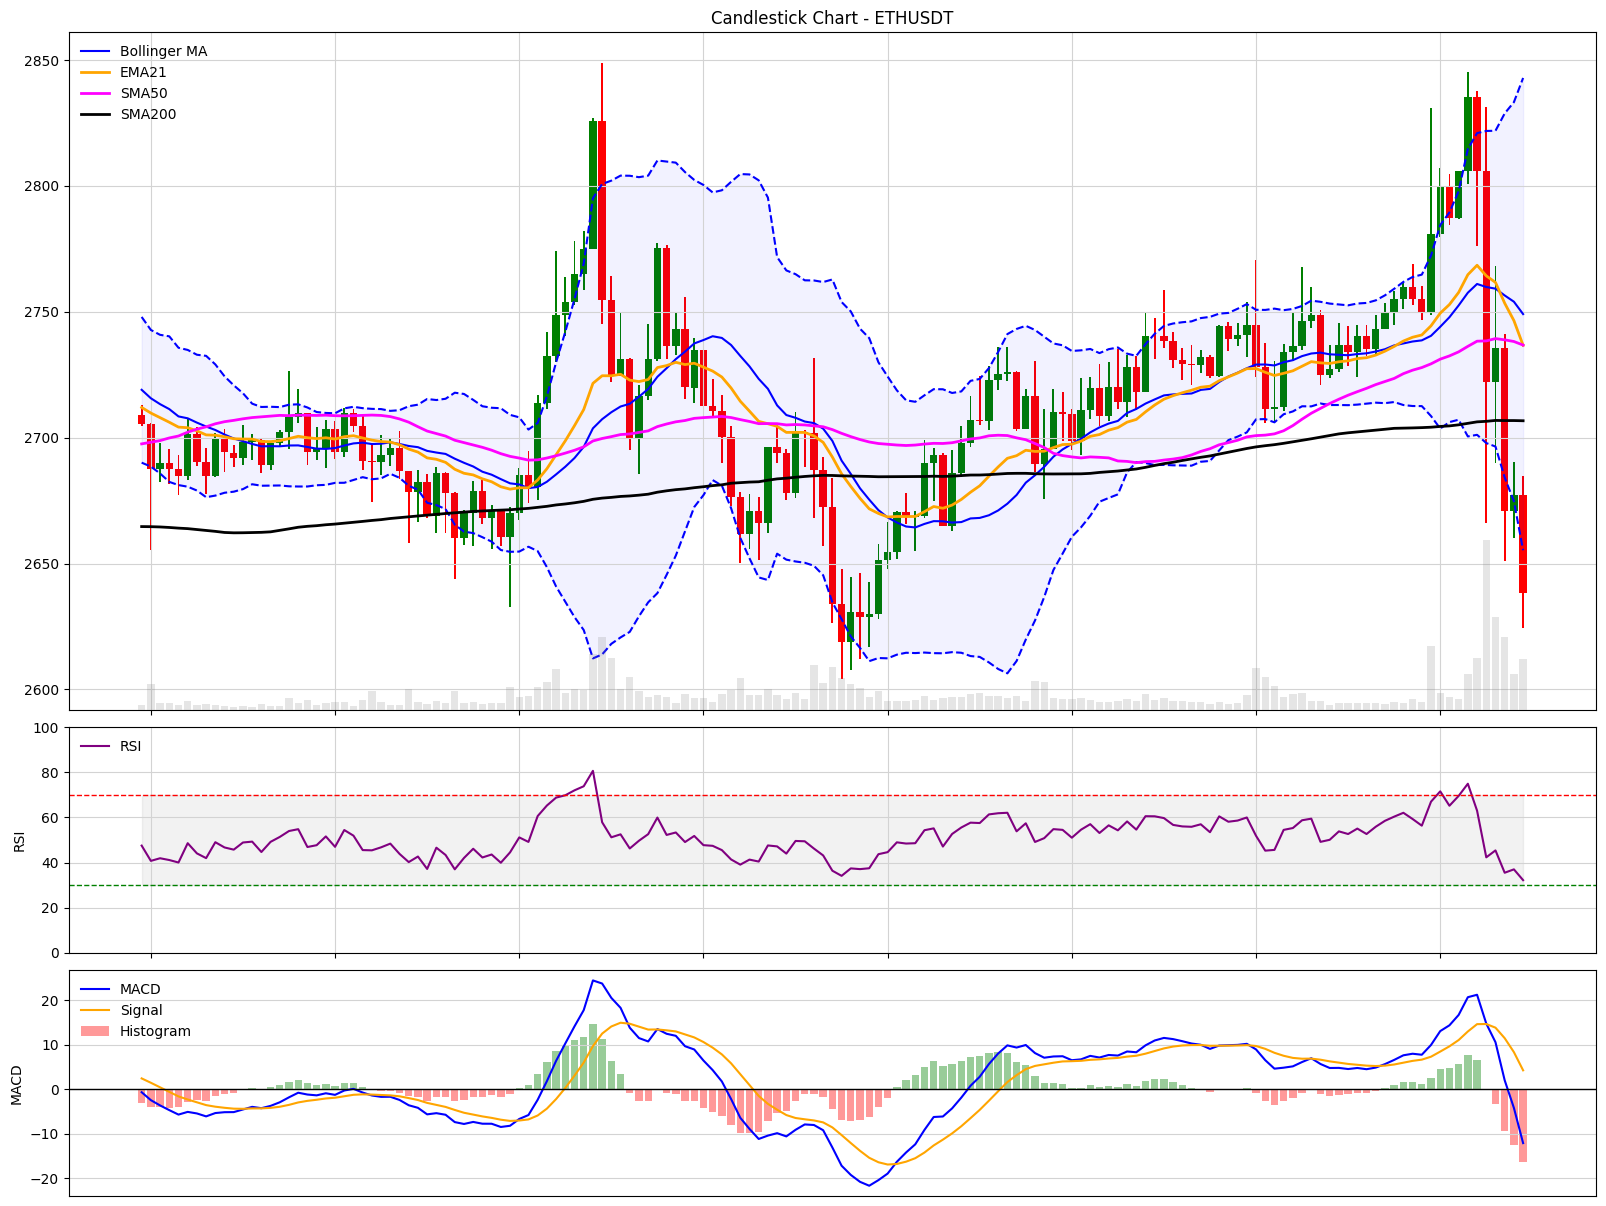 Candlestick Chart - ETHUSDT
Bollinger MA
EMA21
SMA50
SMA200
2850
2800
2750
2700
2650
2600
RSI
100
80
60
40
20
0
RSI
MACD
Signal
Histogram
20
10
0
−10
−20
MACD